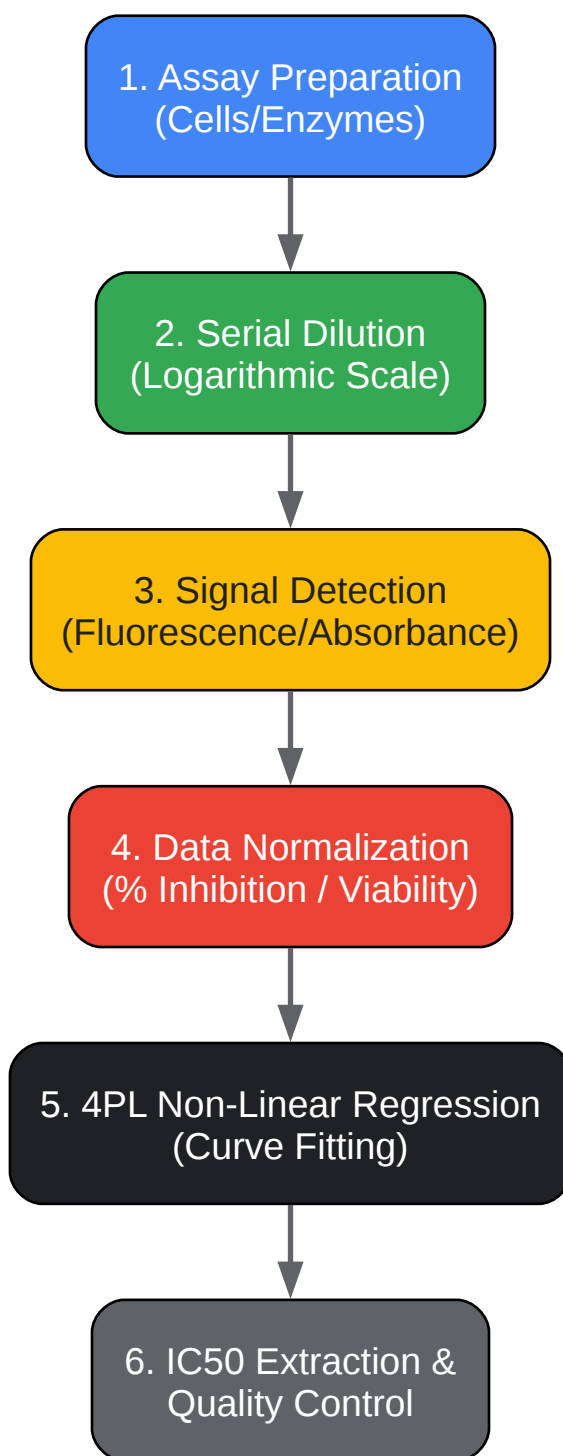 1. Assay Preparation
(Cells/Enzymes)
2. Serial Dilution
(Logarithmic Scale)
3. Signal Detection
(Fluorescence/Absorbance)
4. Data Normalization
(% Inhibition / Viability)
5. 4PL Non-Linear Regression
(Curve Fitting)
6. IC50 Extraction &
Quality Control